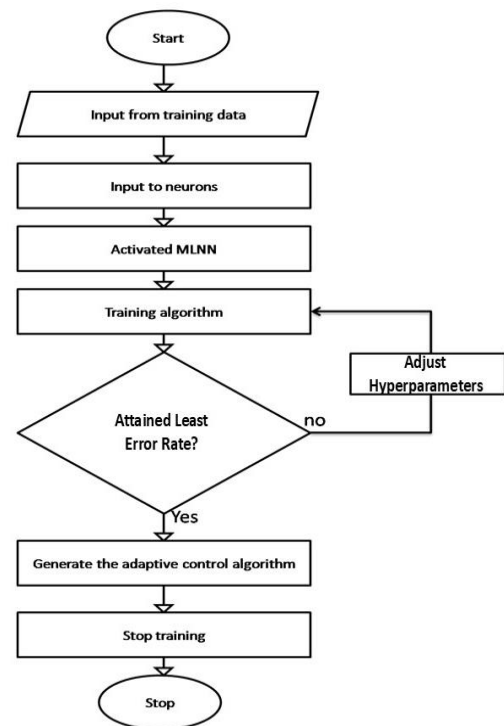 Start
Input from training data
Input to neurons
Activated MLNN
Training algorithm
Adjust
Hyperparameters
Attained Least
Error Rate?
no
Yes
Generate the adaptive control algorithm
Stop training
Stop